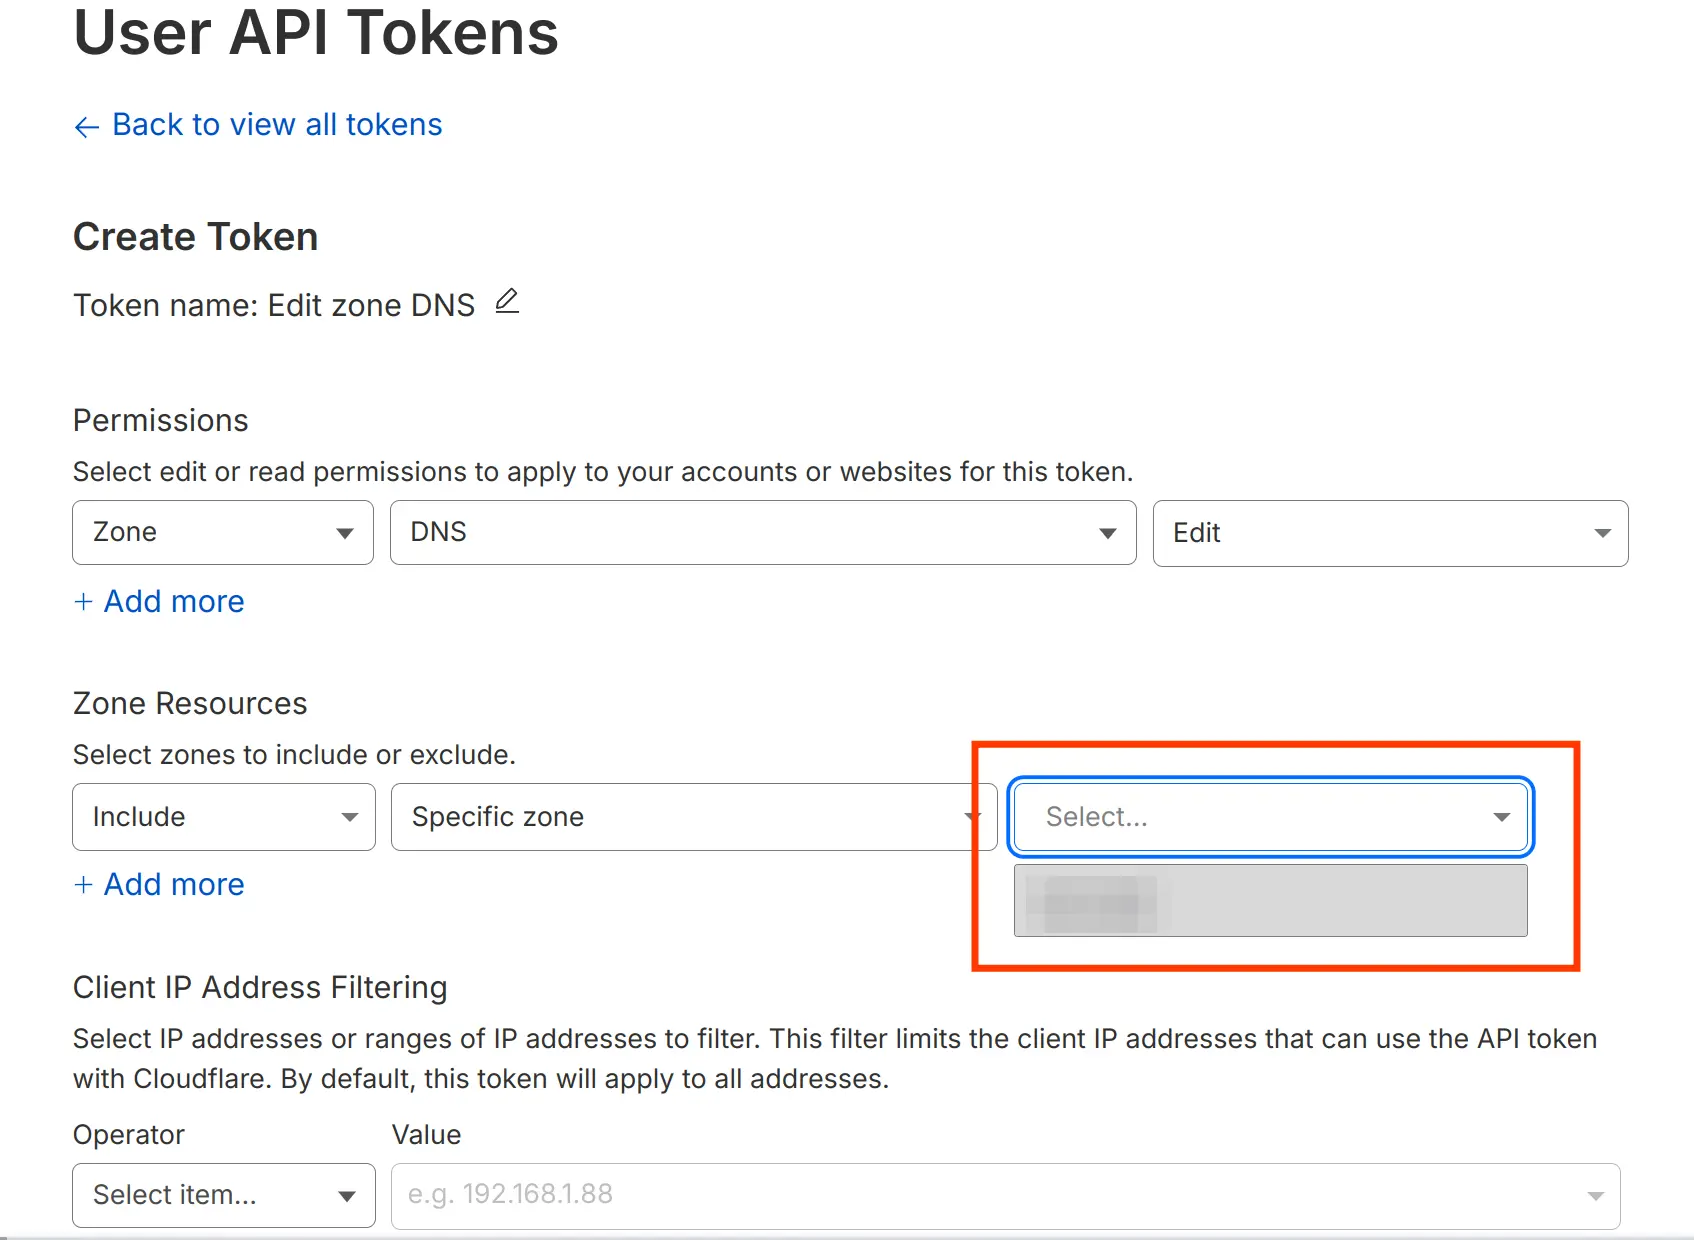 User API Tokens
← Back to view all tokens
Create Token
Token name: Edit zone DNS
Permissions
Select edit or read permissions to apply to your accounts or websites for this token.
Zone DNS Edit
+ Add more
Zone Resources
Select zones to include or exclude.
Include Specific zone Select...
+ Add more
Client IP Address Filtering
Select IP addresses or ranges of IP addresses to filter. This filter limits the client IP addresses that can use the API token
with Cloudflare. By default, this token will apply to all addresses.
Operator Value
Select item... e.g. 192.168.1.88